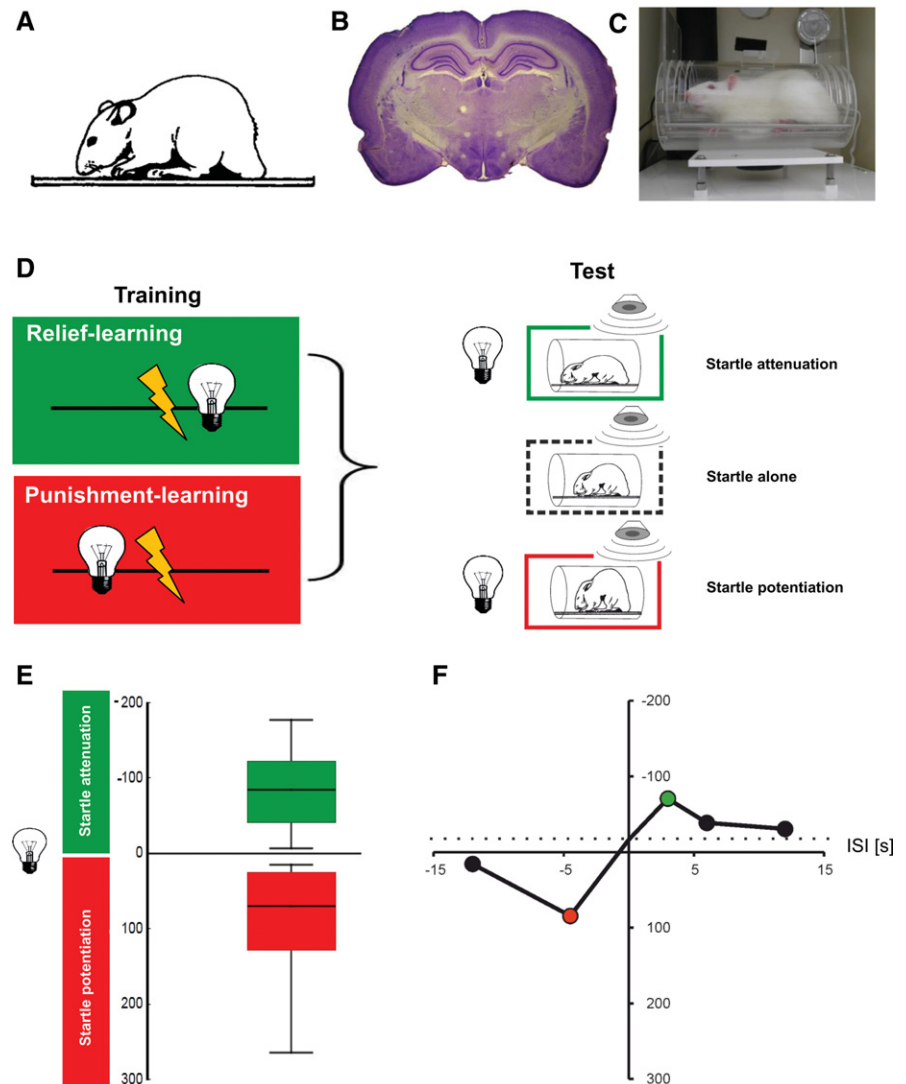 A
B
C
D
Training
Test
Relief-learning
Startle attenuation
Startle alone
Punishment-learning
Startle potentiation
E
Startle attenuation
Startle potentiation
-200
-100
0
100
200
300
F
-200
-100
ISI [s]
-15
-5
5
15
100
200
300